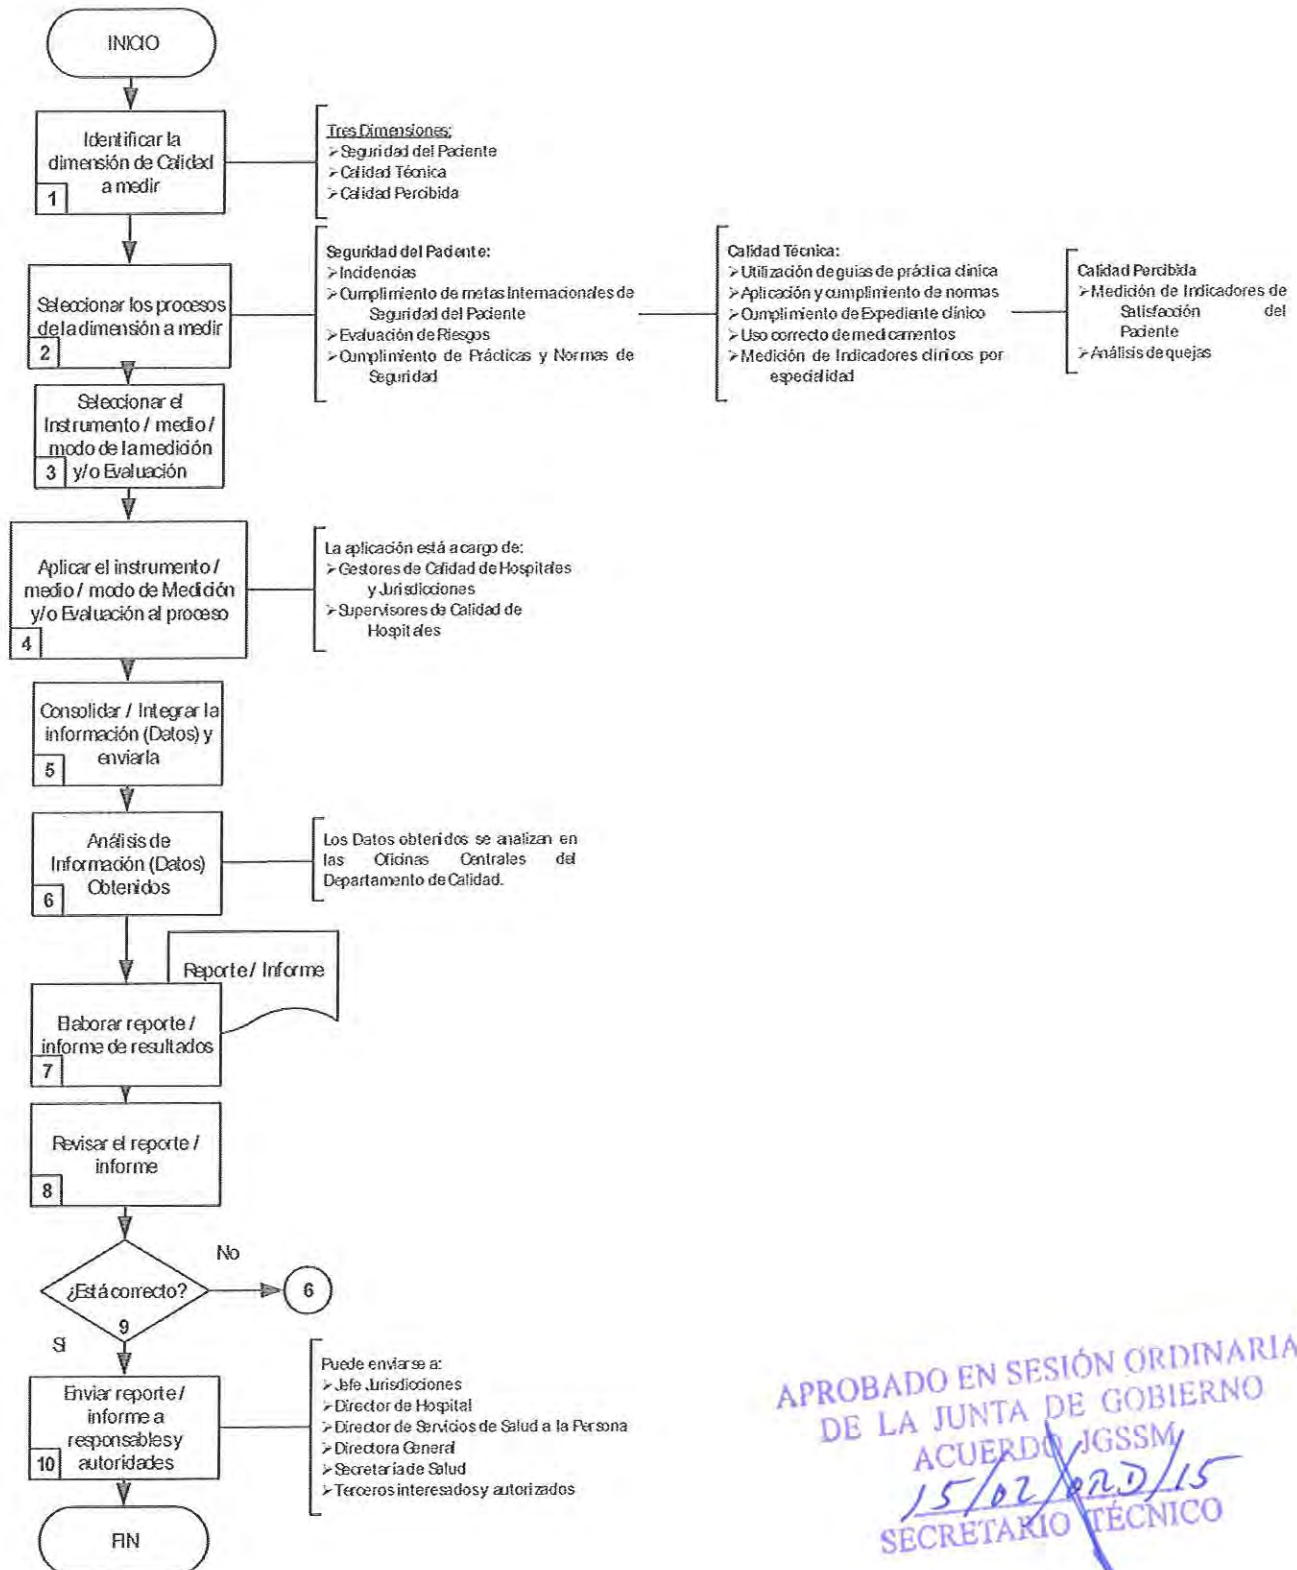 INICIO
Identificar la
dimensión de Calidad
a medir
1
Tres Dimensiones:
➢Seguridad del Paciente
➢Calidad Técnica
➢Calidad Percibida
Seleccionar los procesos
de la dimensión a medir
2
Seguridad del Paciente:
➢Incidencias
➢Cumplimiento de metas Internacionales de
Seguridad del Paciente
➢Evaluación de Riesgos
➢Cumplimiento de Prácticas y Normas de
Seguridad
Calidad Técnica:
➢Utilización de guías de práctica clínica
➢Aplicación y cumplimiento de normas
➢Cumplimiento de Expediente clínico
➢Uso correcto de medicamentos
➢Medición de Indicadores clínicos por
especialidad
Calidad Percibida
➢Medición de Indicadores de
Satisfacción del
Paciente
➢Análisis de quejas
Seleccionar el
Instrumento / medio /
modo de la medición
y/o Evaluación
3
Aplicar el instrumento /
medio / modo de Medición
y/o Evaluación al proceso
4
La aplicación está a cargo de:
➢Gestores de Calidad de Hospitales
y Jurisdicciones
➢Supervisores de Calidad de
Hospitales
Consolidar / Integrar la
información (Datos) y
enviarla
5
Análisis de
Información (Datos)
Obtenidos
6
Los Datos obtenidos se analizan en
las Oficinas Centrales del
Departamento de Calidad.
Reporte / Informe
Elaborar reporte /
informe de resultados
7
Revisar el reporte /
informe
8
¿Está correcto?
9
No
6
Sí
Enviar reporte /
informe a
responsables y
autoridades
10
Puede enviarse a:
➢Jefe Jurisdicciones
➢Director de Hospital
➢Director de Servicios de Salud a la Persona
➢Directora General
➢Secretaría de Salud
➢Terceros interesados y autorizados
FIN
APROBADO EN SESIÓN ORDINARIA
DE LA JUNTA DE GOBIERNO
ACUERDO JGSSM
15/02/ORD/15
SECRETARIO TÉCNICO